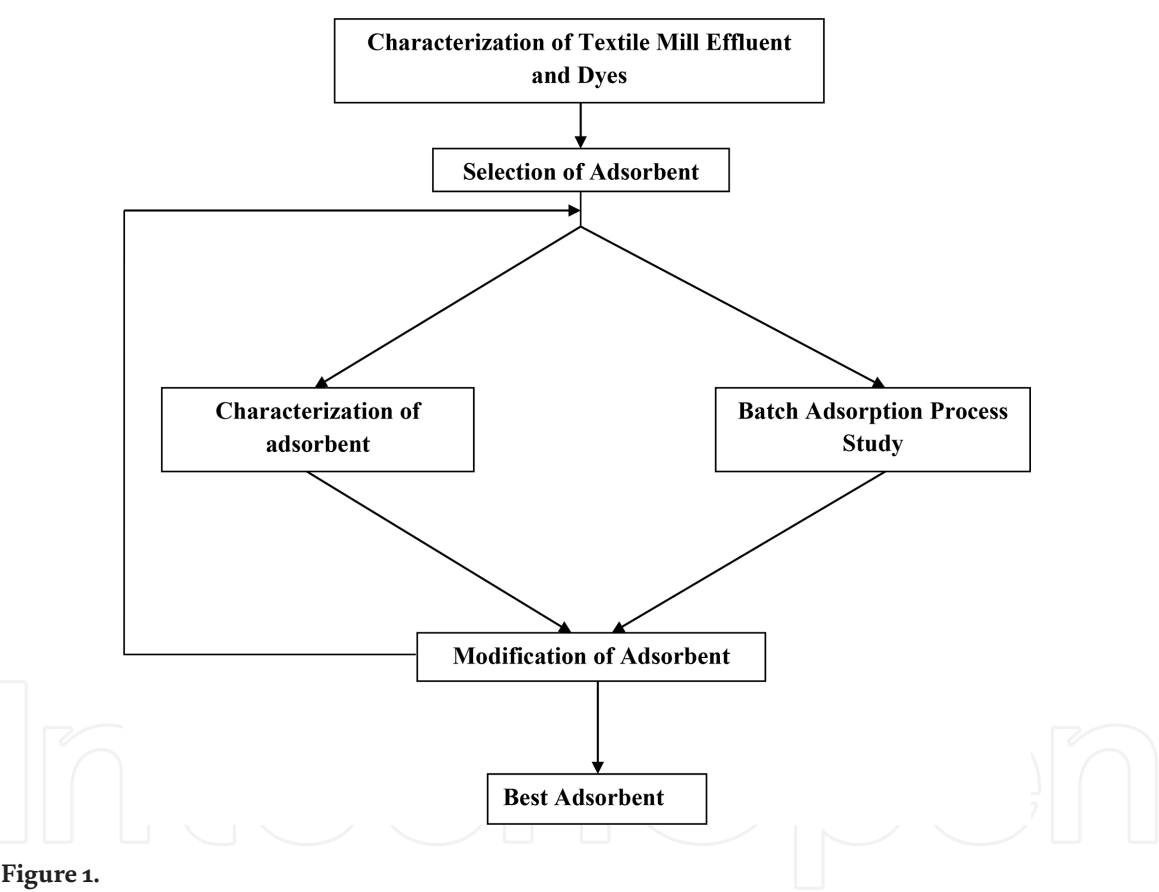 Characterization of Textile Mill Effluent
and Dyes
Selection of Adsorbent
Characterization of
adsorbent
Batch Adsorption Process
Study
Modification of Adsorbent
Best Adsorbent
IntechOpen
Figure 1.